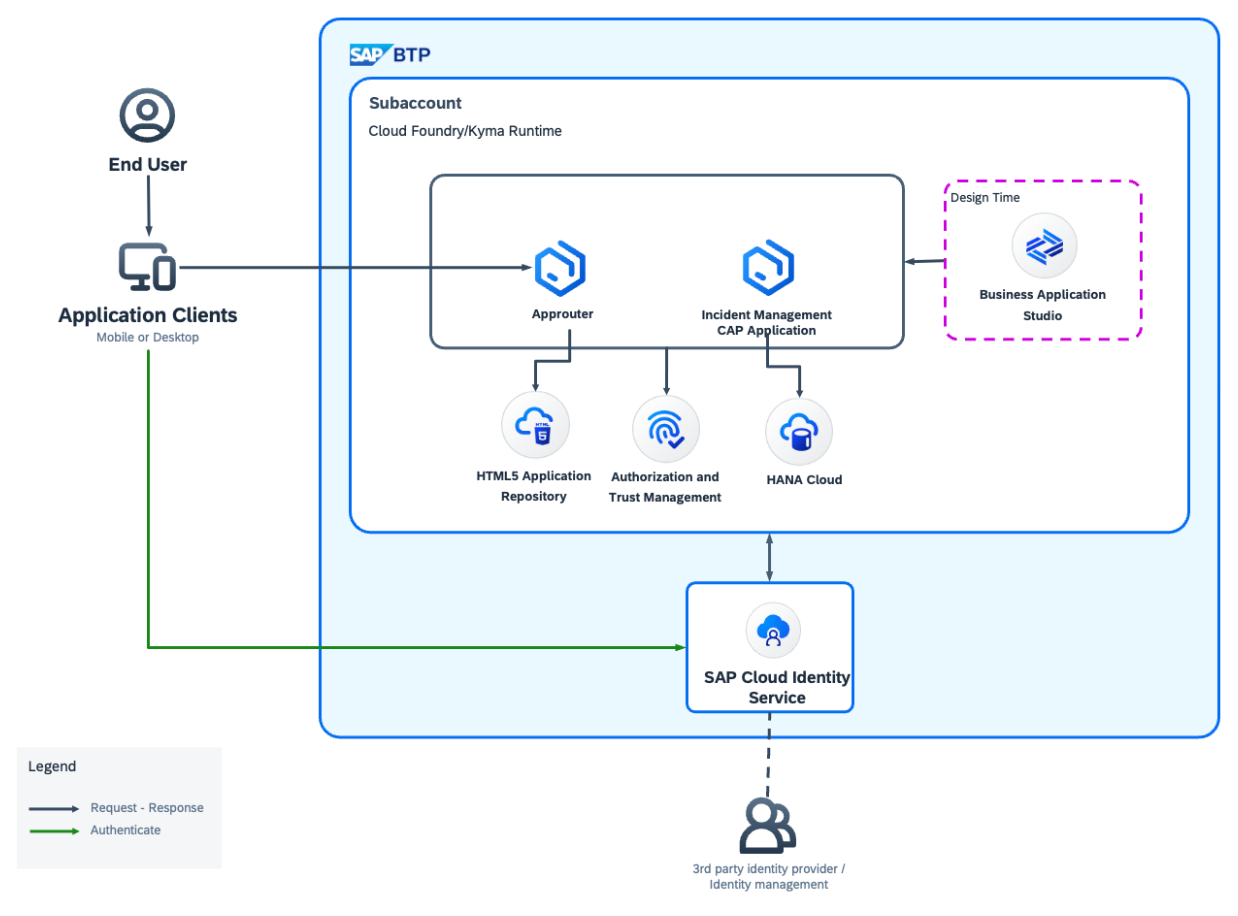 SAP BTP
Subaccount
Cloud Foundry/Kyma Runtime
End User
Design Time
Business Application
Studio
Application Clients
Mobile or Desktop
Approuter
Incident Management
CAP Application
HTML
5
HTML5 Application
Repository
Authorization and
Trust Management
HANA Cloud
SAP Cloud Identity
Service
Legend
Request - Response
Authenticate
3rd party identity provider /
Identity management